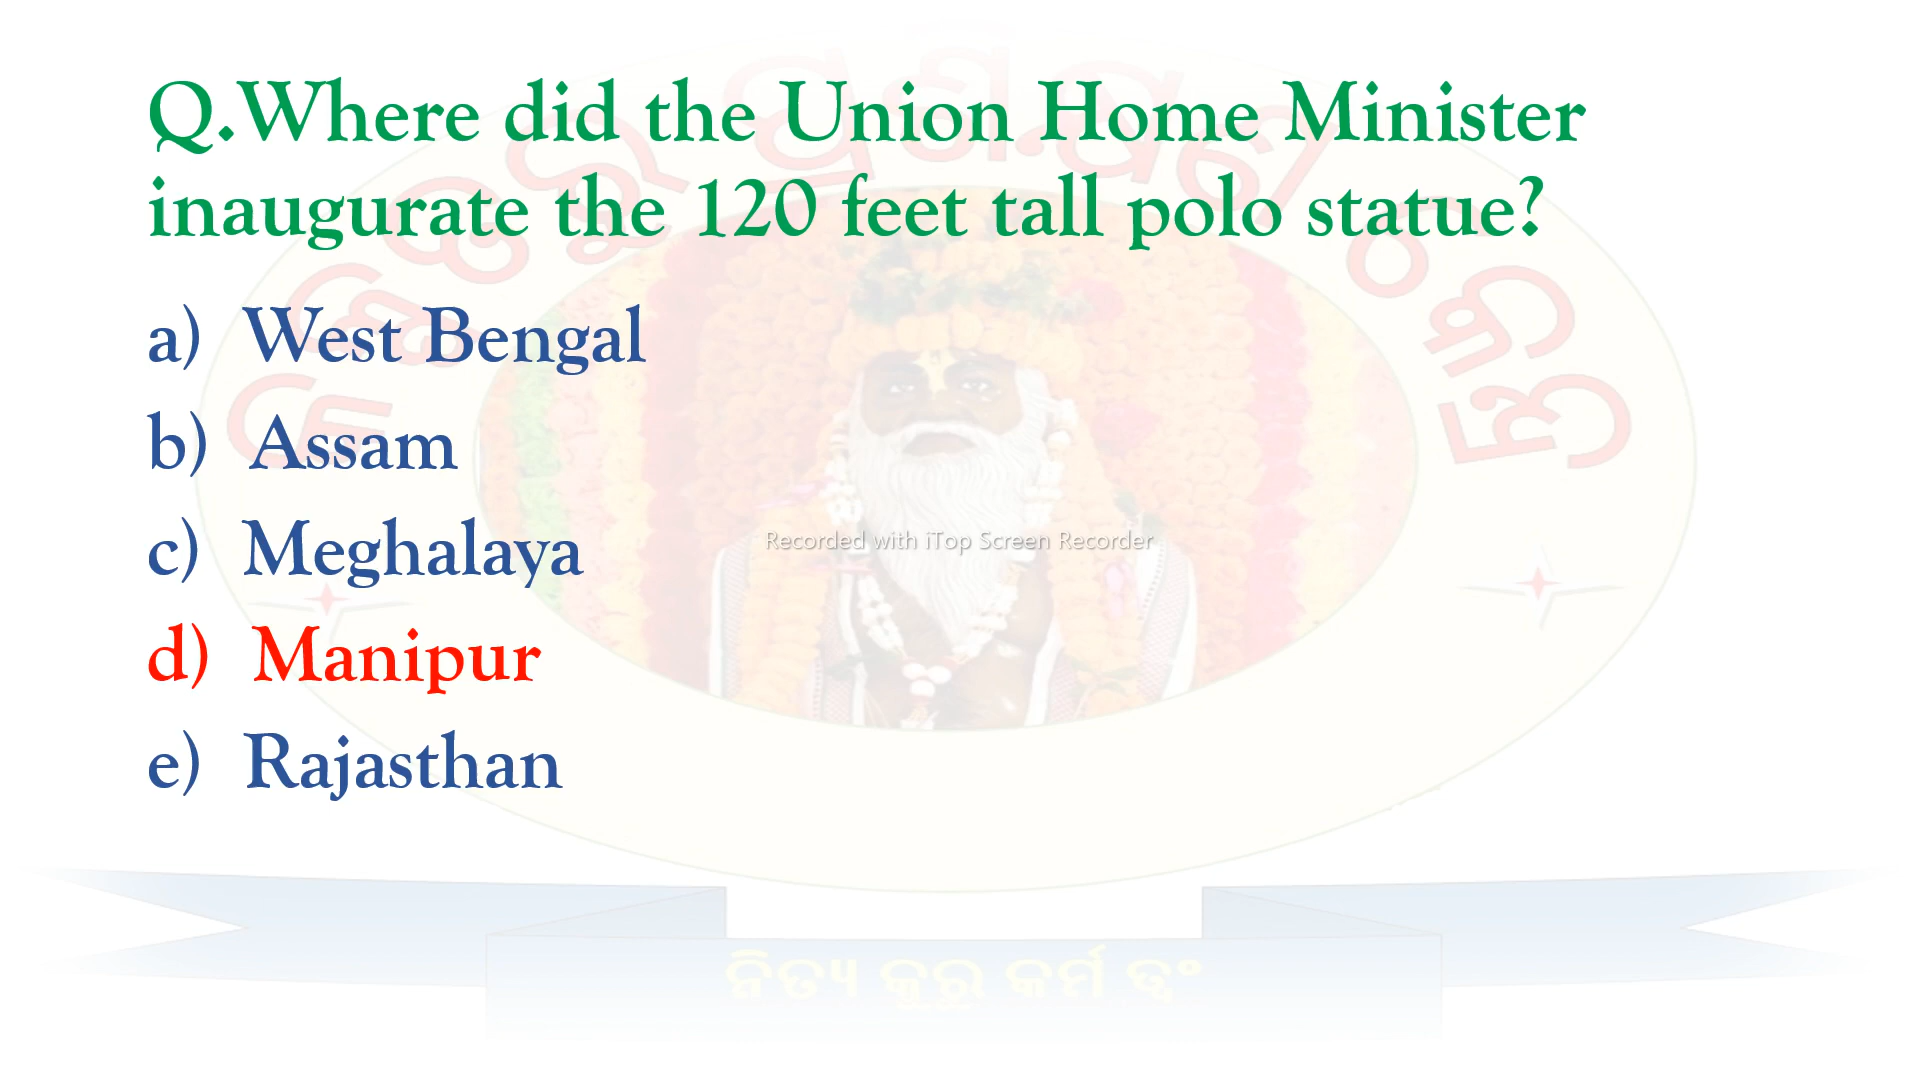 Q.Where did the Union Home Minister
inaugurate the 120 feet tall polo statue?
a) West Bengal
b) Assam
c) Meghalaya
d) Manipur
e) Rajasthan
Recorded with iTop Screen Recorder
ନିତ୍ୟ କୁରୁ କର୍ମ ତ୍ବଂ